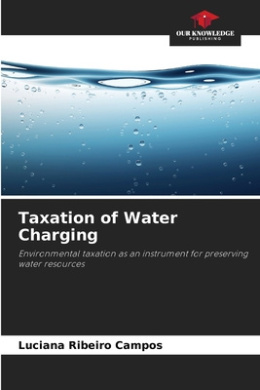 OUR KNOWLEDGE
PUBLISHING
Taxation of Water
Charging
Environmental taxation as an instrument for preserving
water resources
Luciana Ribeiro Campos